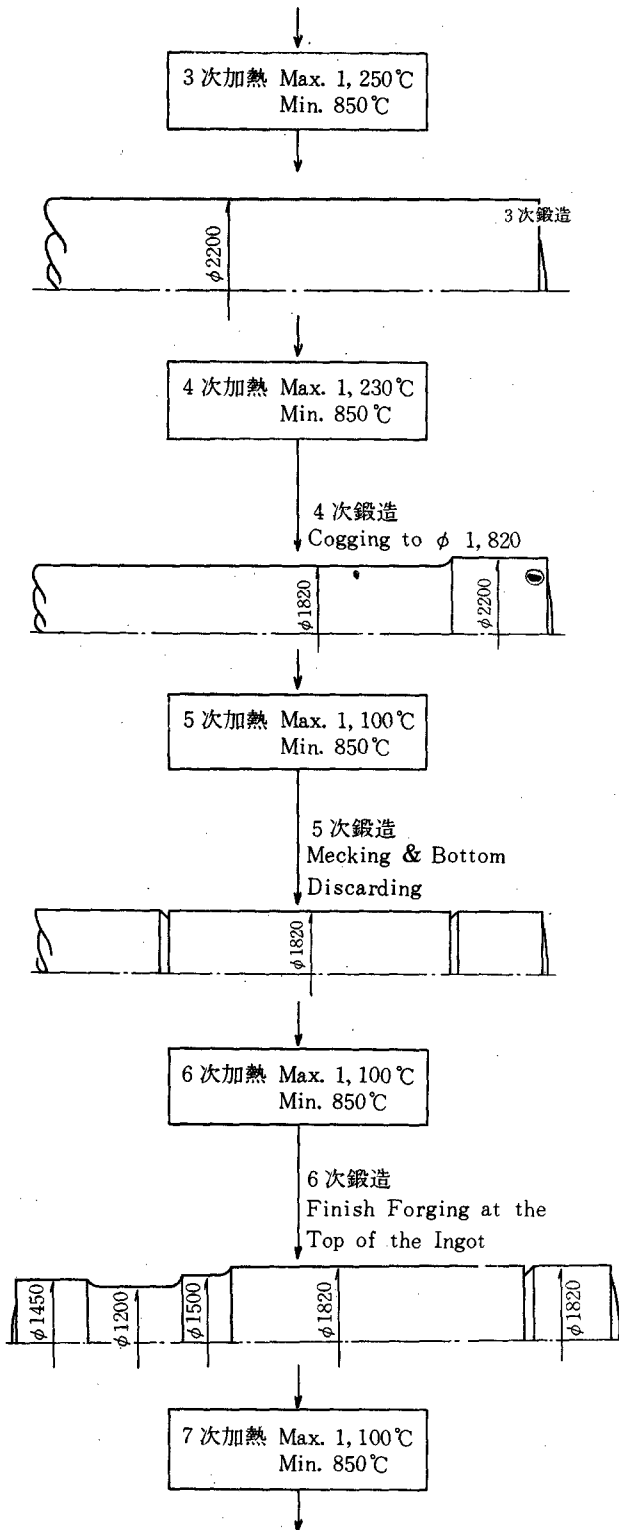 3次加熱 Max. 1,250℃
Min. 850℃
3次鍛造
φ2200
4次加熱 Max. 1,230℃
Min. 850℃
4次鍛造
Cogging to φ 1,820
φ1820
φ2200
5次加熱 Max. 1,100℃
Min. 850℃
5次鍛造
Mecking & Bottom
Discarding
φ1820
6次加熱 Max. 1,100℃
Min. 850℃
6次鍛造
Finish Forging at the
Top of the Ingot
φ1450
φ1200
φ1500
φ1820
φ1820
7次加熱 Max. 1,100℃
Min. 850℃